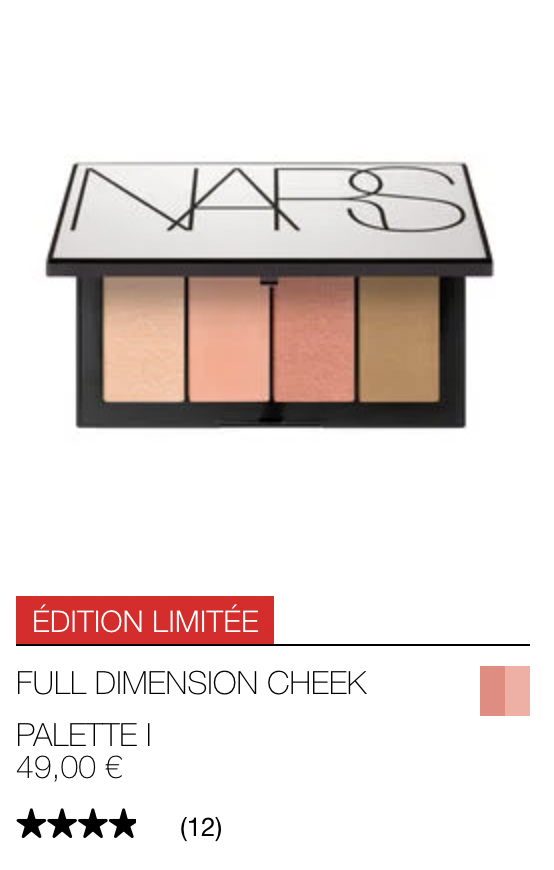 NARS
ÉDITION LIMITÉE
FULL DIMENSION CHEEK
PALETTE I
49,00 €
(12)